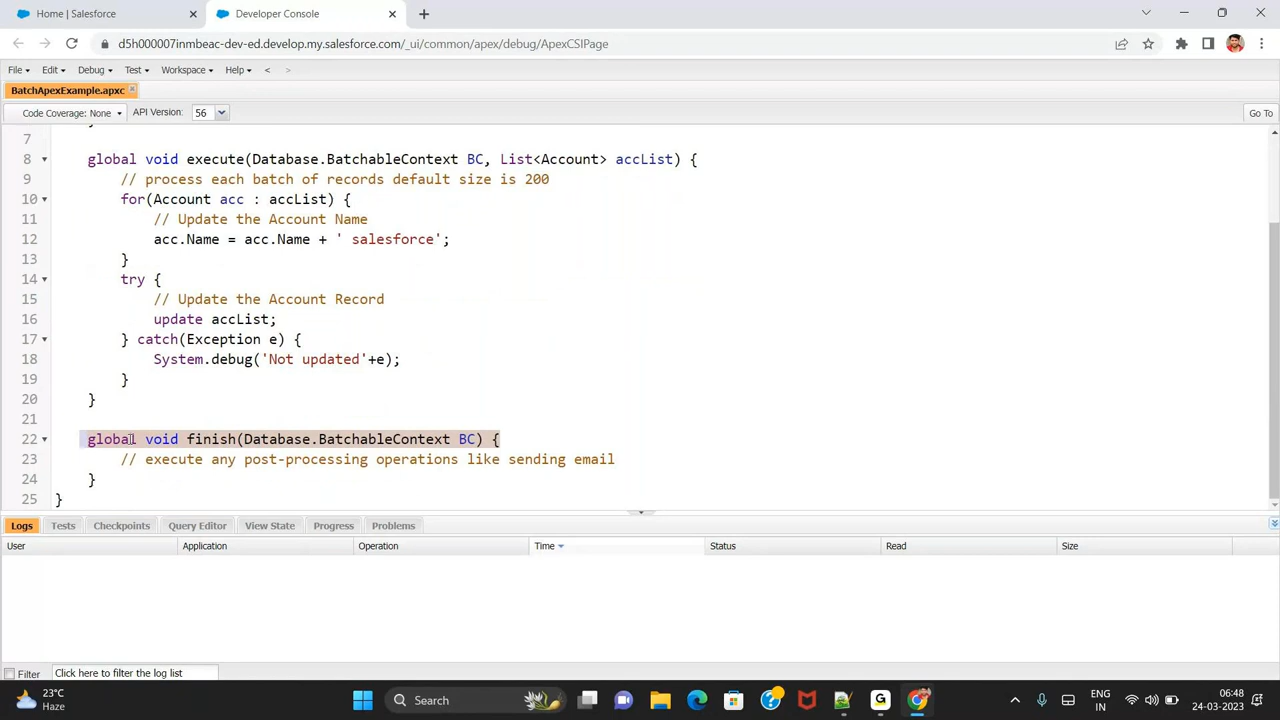 Home | Salesforce
Developer Console
d5h000007inmbeac-dev-ed.develop.my.salesforce.com/_ui/common/apex/debug/ApexCSIPage
File Edit Debug Test Workspace Help < >
BatchApexExample.apxc
Code Coverage: None API Version: 56 Go To
7
8 global void execute(Database.BatchableContext BC, List<Account> accList) {
9 // process each batch of records default size is 200
10 for(Account acc : accList) {
11 // Update the Account Name
12 acc.Name = acc.Name + ' salesforce';
13 }
14 try {
15 // Update the Account Record
16 update accList;
17 } catch(Exception e) {
18 System.debug('Not updated'+e);
19 }
20 }
21
22 global void finish(Database.BatchableContext BC) {
23 // execute any post-processing operations like sending email
24 }
25 }
Logs Tests Checkpoints Query Editor View State Progress Problems
User Application Operation Time Status Read Size
Filter Click here to filter the log list
23°C
Haze
Search
ENG
IN
06:48
24-03-2023